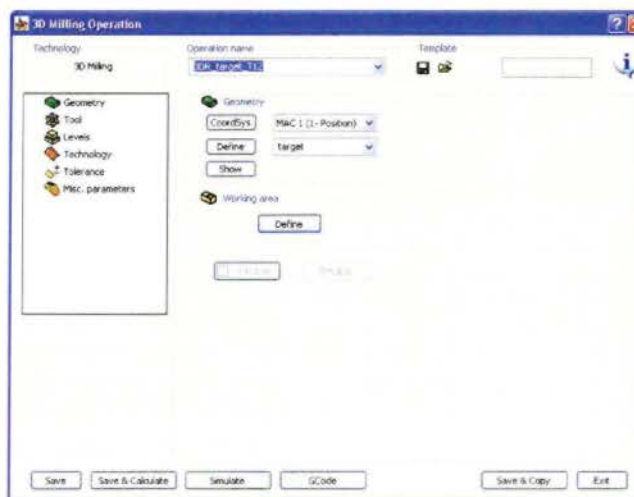 3D Milling Operation
Technology
Operation name
Template
3D Milling
3DR_target_T12
Geometry
Tool
Levels
Technology
Tolerance
Misc. parameters
Geometry
CoordSys
MAC 1 (1- Position)
Define
target
Show
Working area
Define
Save
Save & Calculate
Simulate
GCode
Save & Copy
Exit